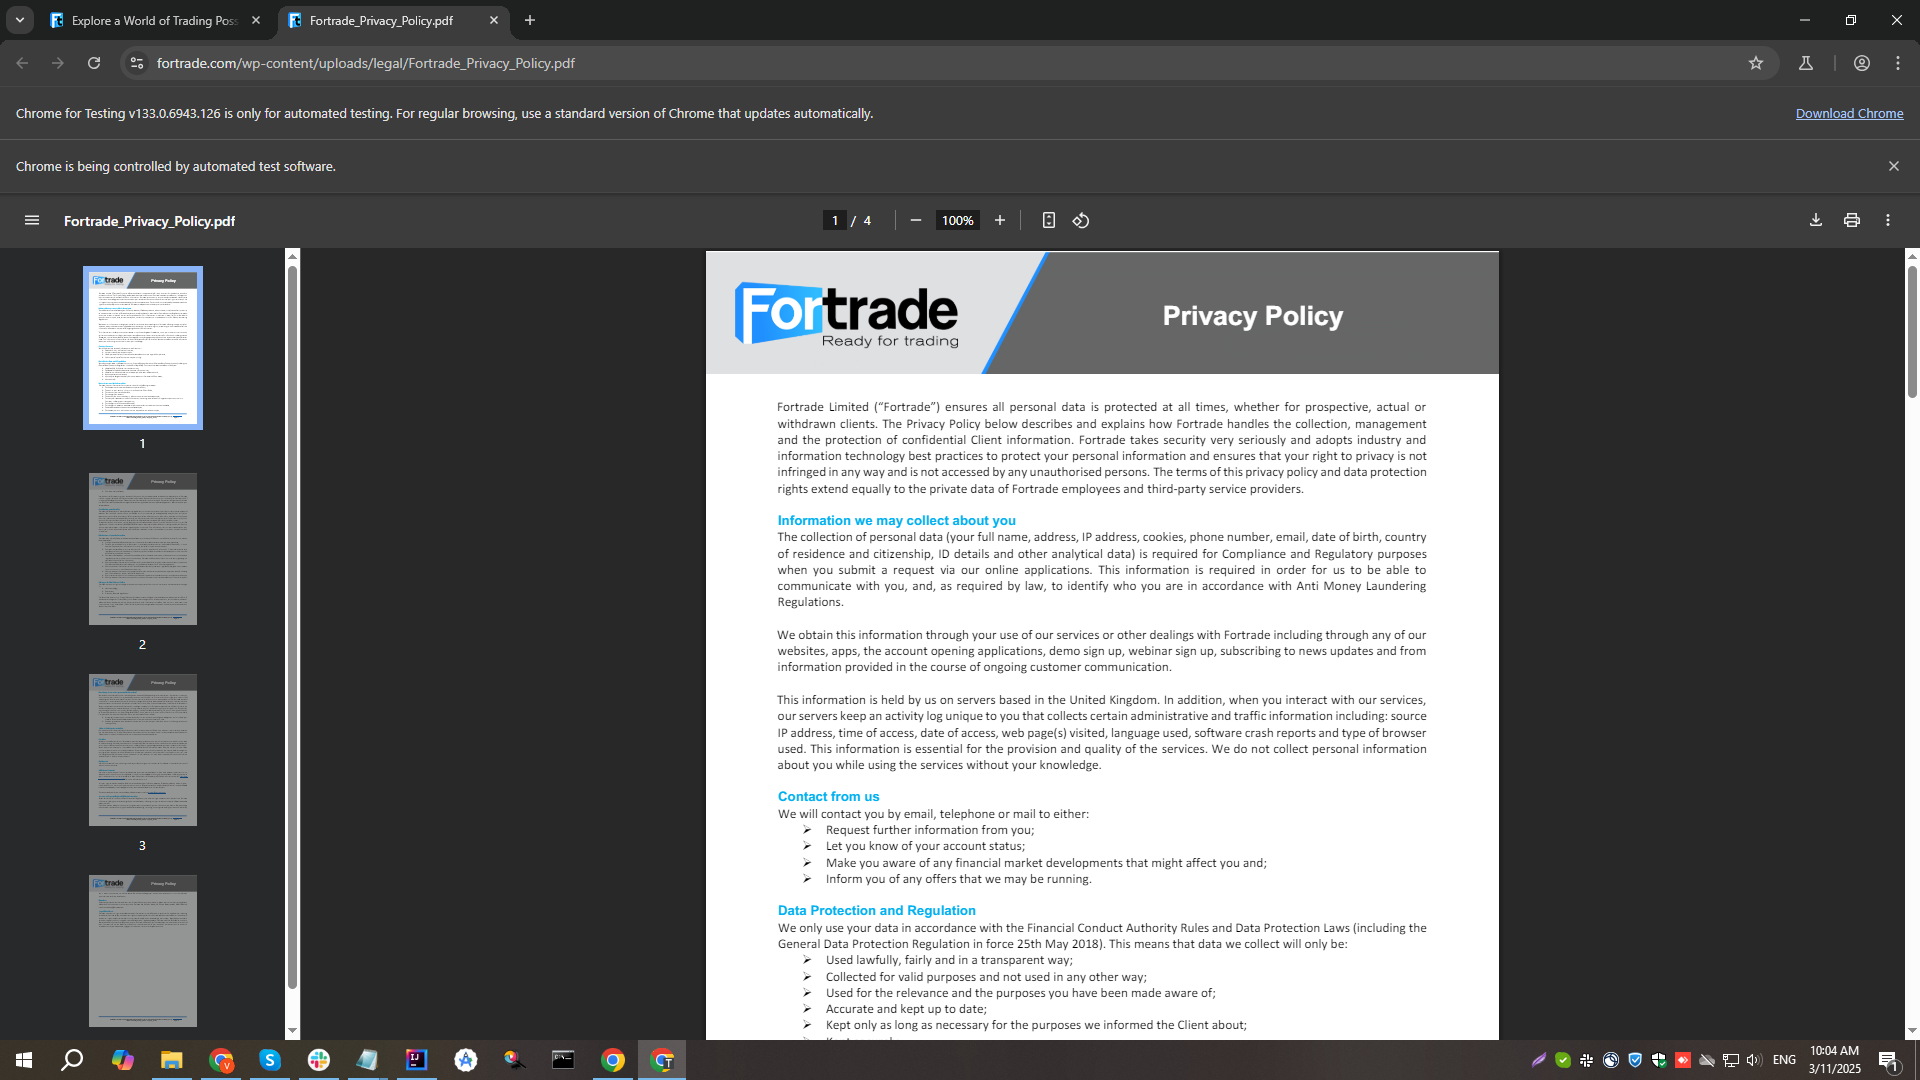 Explore a World of Trading Poss
Fortrade_Privacy_Policy.pdf
fortrade.com/wp-content/uploads/legal/Fortrade_Privacy_Policy.pdf
Chrome for Testing v133.0.6943.126 is only for automated testing. For regular browsing, use a standard version of Chrome that updates automatically.
Download Chrome
Chrome is being controlled by automated test software.
Fortrade_Privacy_Policy.pdf
1 / 4
100%
1
2
3
Fortrade
Ready for trading
Privacy Policy
Fortrade Limited (“Fortrade”) ensures all personal data is protected at all times, whether for prospective, actual or
withdrawn clients. The Privacy Policy below describes and explains how Fortrade handles the collection, management
and the protection of confidential Client information. Fortrade takes security very seriously and adopts industry and
information technology best practices to protect your personal information and ensures that your right to privacy is not
infringed in any way and is not accessed by any unauthorised persons. The terms of this privacy policy and data protection
rights extend equally to the private data of Fortrade employees and third-party service providers.
Information we may collect about you
The collection of personal data (your full name, address, IP address, cookies, phone number, email, date of birth, country
of residence and citizenship, ID details and other analytical data) is required for Compliance and Regulatory purposes
when you submit a request via our online applications. This information is required in order for us to be able to
communicate with you, and, as required by law, to identify who you are in accordance with Anti Money Laundering
Regulations.
We obtain this information through your use of our services or other dealings with Fortrade including through any of our
websites, apps, the account opening applications, demo sign up, webinar sign up, subscribing to news updates and from
information provided in the course of ongoing customer communication.
This information is held by us on servers based in the United Kingdom. In addition, when you interact with our services,
our servers keep an activity log unique to you that collects certain administrative and traffic information including: source
IP address, time of access, date of access, web page(s) visited, language used, software crash reports and type of browser
used. This information is essential for the provision and quality of the services. We do not collect personal information
about you while using the services without your knowledge.
Contact from us
We will contact you by email, telephone or mail to either:
Request further information from you;
Let you know of your account status;
Make you aware of any financial market developments that might affect you and;
Inform you of any offers that we may be running.
Data Protection and Regulation
We only use your data in accordance with the Financial Conduct Authority Rules and Data Protection Laws (including the
General Data Protection Regulation in force 25th May 2018). This means that data we collect will only be:
Used lawfully, fairly and in a transparent way;
Collected for valid purposes and not used in any other way;
Used for the relevance and the purposes you have been made aware of;
Accurate and kept up to date;
Kept only as long as necessary for the purposes we informed the Client about;
ENG
10:04 AM
3/11/2025
1